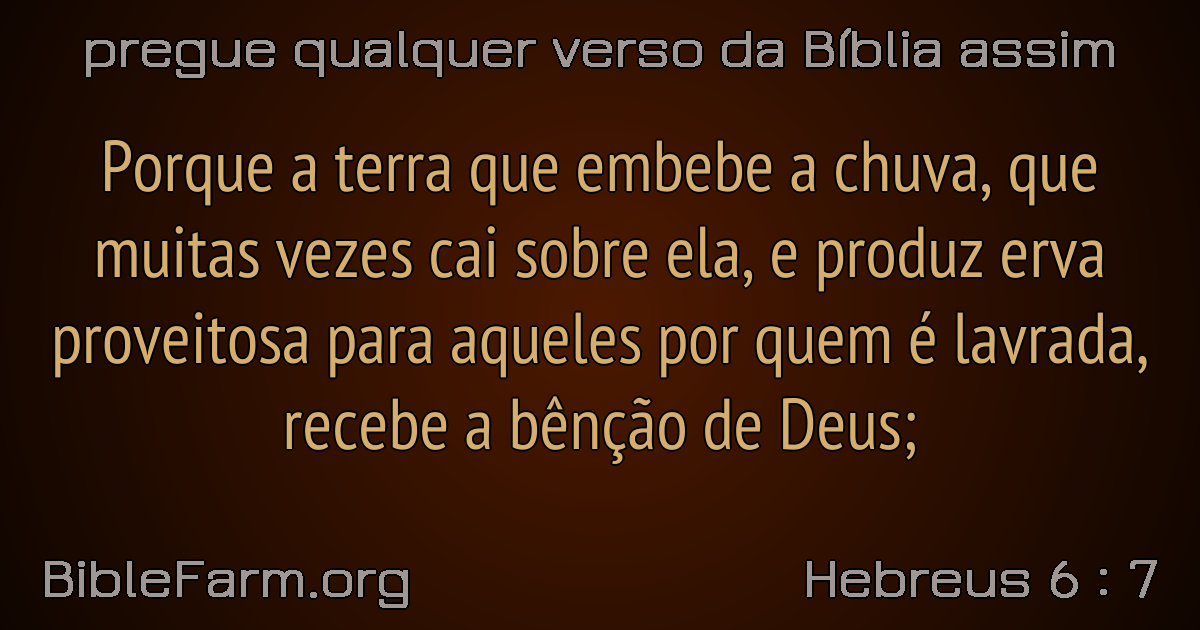 pregue qualquer verso da Bíblia assim
Porque a terra que embebe a chuva, que
muitas vezes cai sobre ela, e produz erva
proveitosa para aqueles por quem é lavrada,
recebe a bênção de Deus;
BibleFarm.org
Hebreus 6 : 7